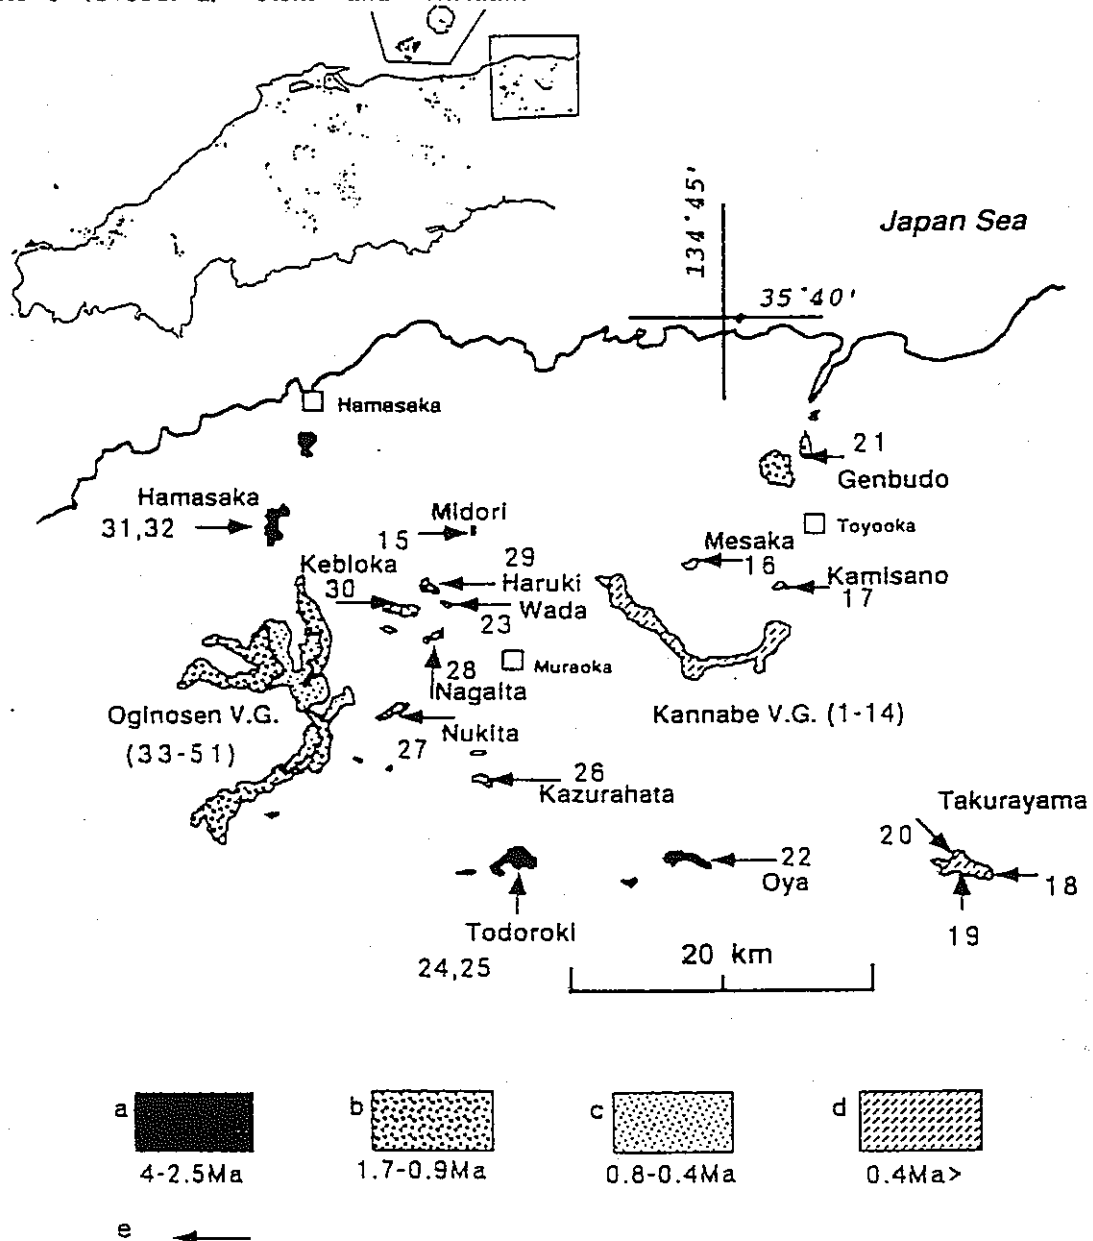 134°45'
Japan Sea
35°40'
Hamasaka
21
Genbudo
Hamasaka
31,32
Midori
15
Toyooka
Mesaka
16
29
Kebioka
30
Haruki
Kamisano
17
Wada
23
28
Muraoka
Nagaita
Oginosen V.G.
(33-51)
Kannabe V.G. (1-14)
Nukita
27
26
Kazurahata
Takurayama
20
22
Oya
18
19
Todoroki
24,25
20 km
a
b
c
d
4-2.5Ma
1.7-0.9Ma
0.8-0.4Ma
0.4Ma>
e